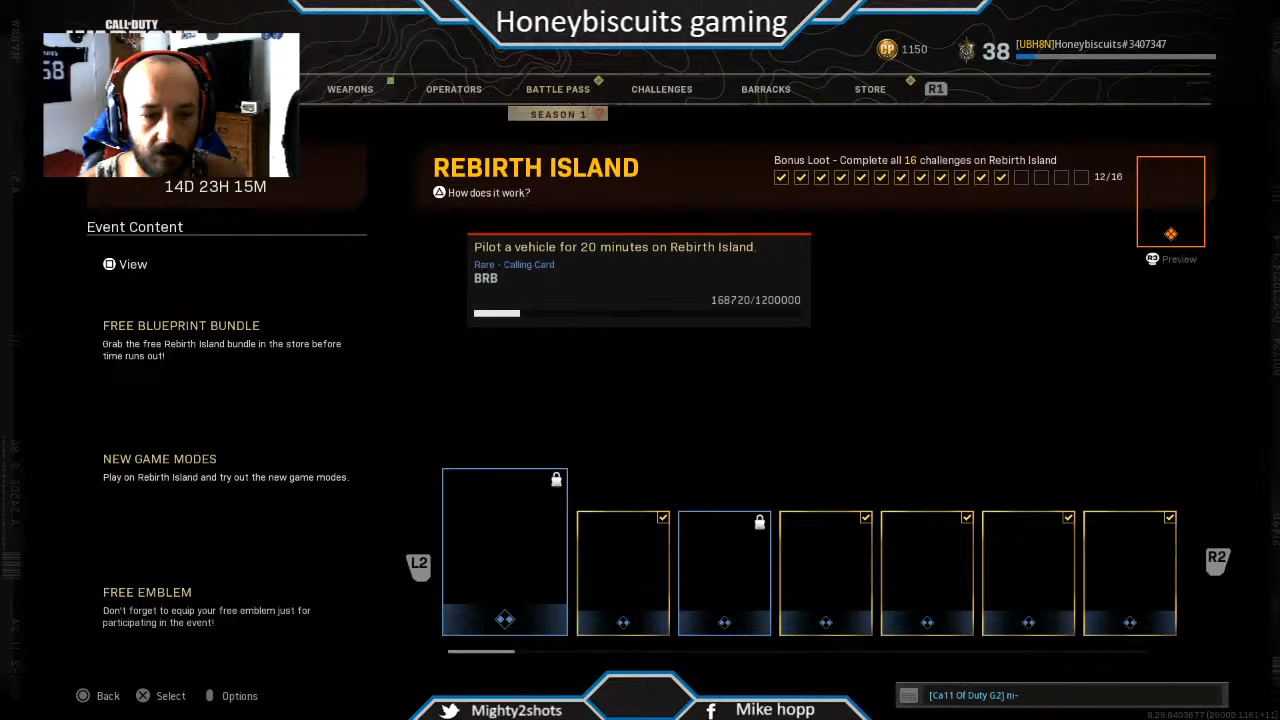 Honeybiscuits gaming
CALL·DUTY
1150
38
[UBH8N]Honeybiscuits#3407347
WEAPONS
OPERATORS
BATTLE PASS
CHALLENGES
BARRACKS
STORE
R1
SEASON 1
14D 23H 15M
REBIRTH ISLAND
How does it work?
Bonus Loot - Complete all 16 challenges on Rebirth Island
12/16
R3 Preview
Event Content
View
Pilot a vehicle for 20 minutes on Rebirth Island.
Rare - Calling Card
BRB
168720/1200000
FREE BLUEPRINT BUNDLE
Grab the free Rebirth Island bundle in the store before
time runs out!
NEW GAME MODES
Play on Rebirth Island and try out the new game modes.
FREE EMBLEM
Don't forget to equip your free emblem just for
participating in the event!
L2
R2
Back
Select
Options
[Ca11 Of Duty G2] ni-
Mighty2shots
Mike hopp